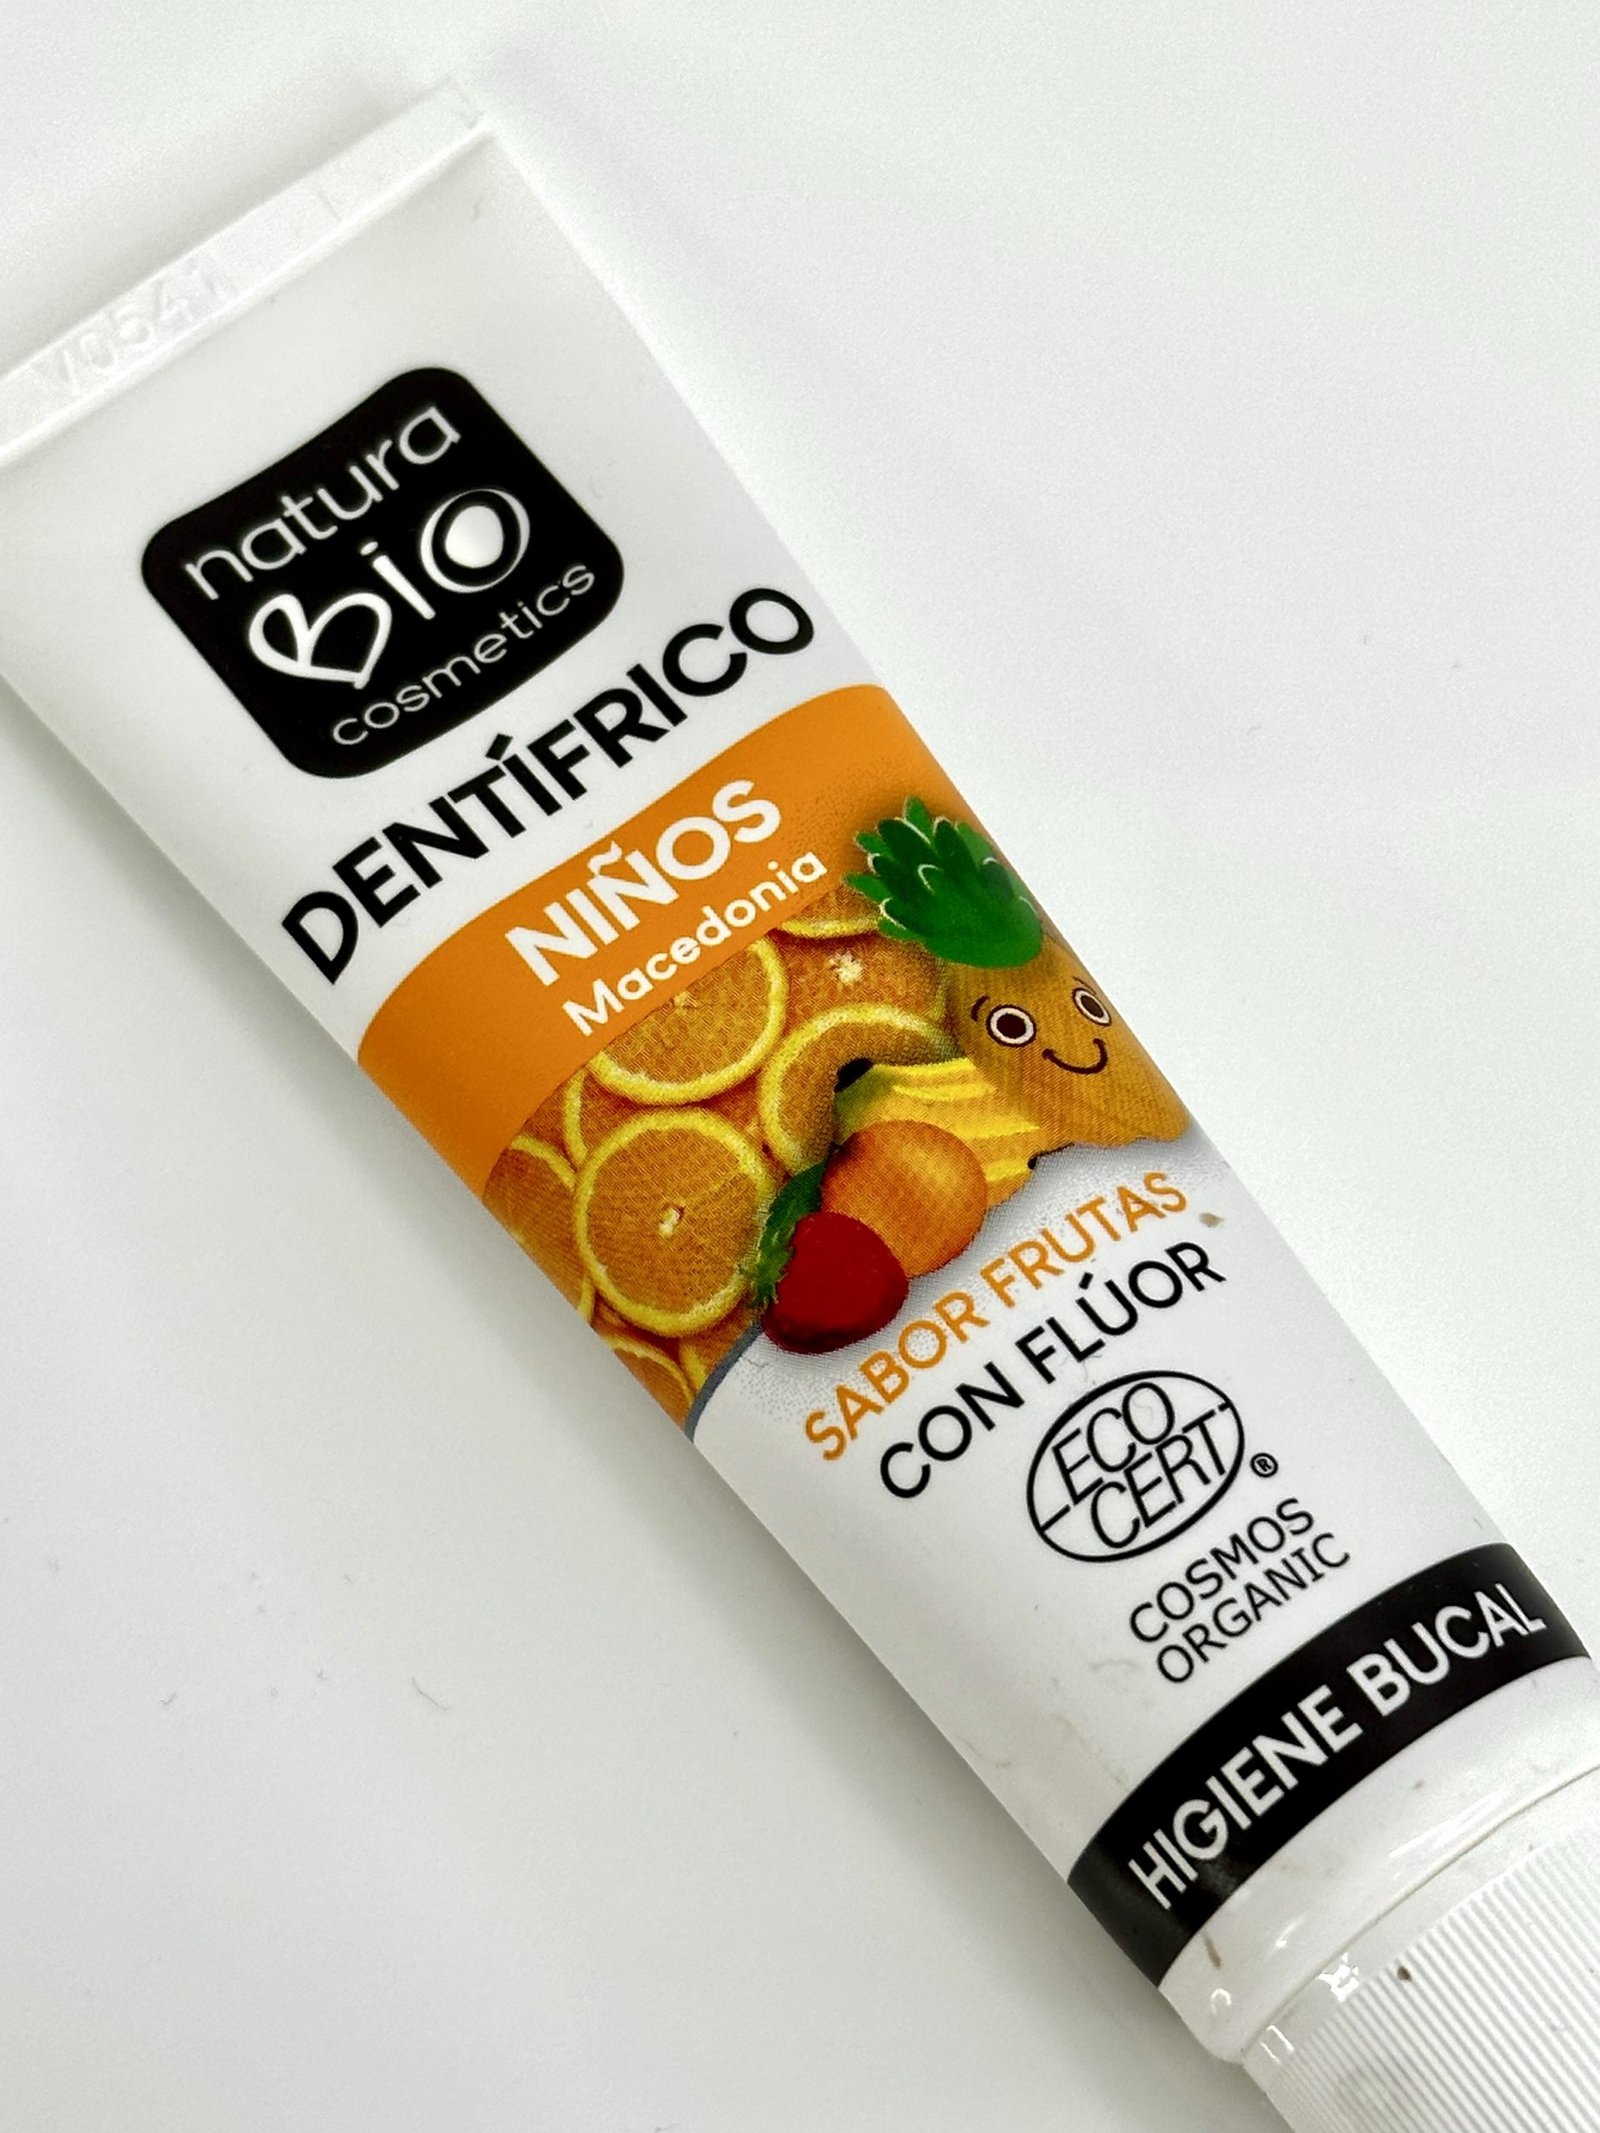 natura
BiO
cosmetics
DENTÍFRICO
NIÑOS
Macedonia
SABOR FRUTAS
CON FLÚOR
ECO
CERT
®
COSMOS
ORGANIC
HIGIENE BUCAL